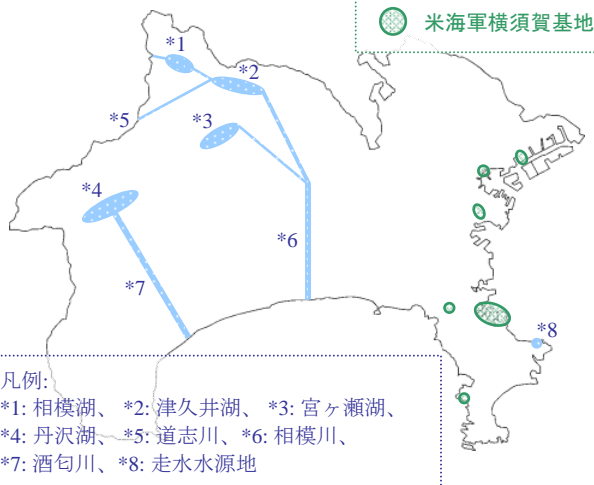 米海軍横須賀基地
*1
*2
*5
*3
*4
*6
*7
*8
凡例:
*1: 相模湖、 *2: 津久井湖、 *3: 宮ヶ瀬湖、
*4: 丹沢湖、 *5: 道志川、 *6: 相模川、
*7: 酒匂川、 *8: 走水水源地